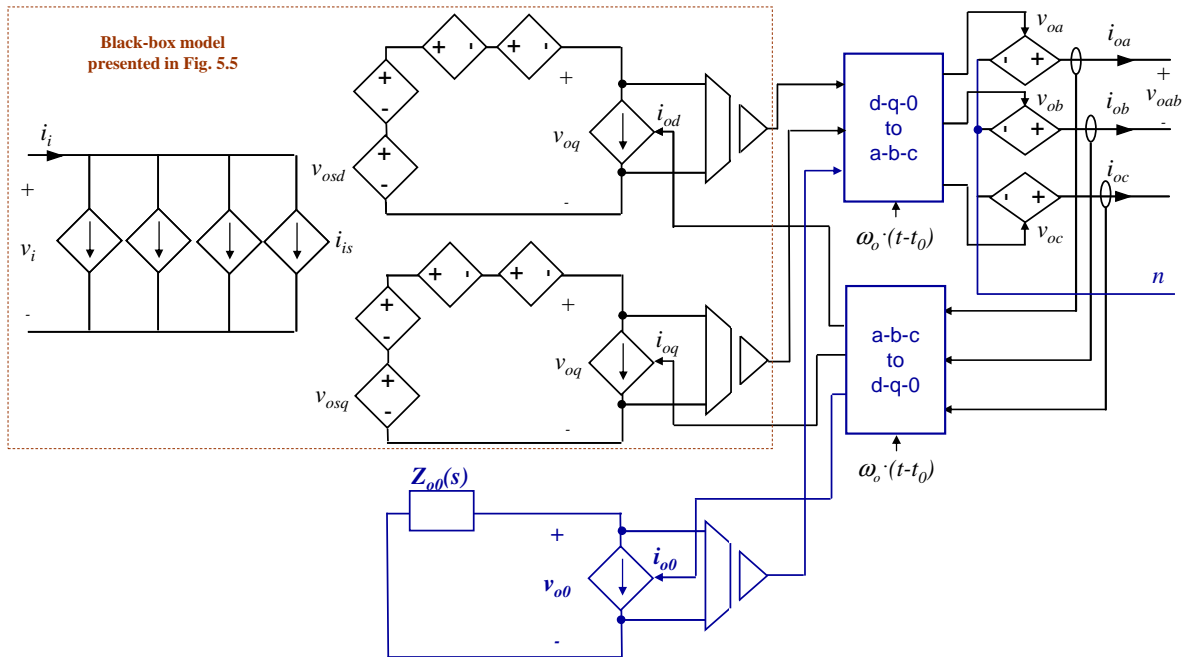 Black-box model
presented in Fig. 5.5
i_i
+
v_i
-
i_is
+ -
+ -
+
-
+
-
v_osd
+
v_oq
-
i_od
+ -
+ -
+
-
+
-
v_osq
+
v_oq
-
i_oq
Z_o0(s)
+
v_o0
-
i_o0
d-q-0
to
a-b-c
ω_o·(t-t_0)
a-b-c
to
d-q-0
ω_o·(t-t_0)
v_oa
- +
i_oa
+
v_oab
-
v_ob
- +
i_ob
i_oc
- +
v_oc
n